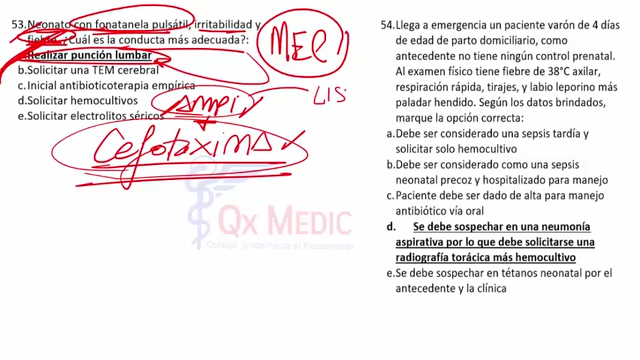 53. Neonato con fonatanela pulsátil, irritabilidad y
fiebre. ¿Cuál es la conducta más adecuada?:
Realizar punción lumbar
b. Solicitar una TEM cerebral
c. Inicial antibioticoterapia empírica
d. Solicitar hemocultivos
e. Solicitar electrolitos séricos
MEC
AMPI
LIS
+
CefotaximA
Qx MEDIC
54. Llega a emergencia un paciente varón de 4 días
de edad de parto domiciliario, como
antecedente no tiene ningún control prenatal.
Al examen físico tiene fiebre de 38°C axilar,
respiración rápida, tirajes, y labio leporino más
paladar hendido. Según los datos brindados,
marque la opción correcta:
a. Debe ser considerado una sepsis tardía y
solicitar solo hemocultivo
b. Debe ser considerado como una sepsis
neonatal precoz y hospitalizado para manejo
c. Paciente debe ser dado de alta para manejo
antibiótico vía oral
d. Se debe sospechar en una neumonía
aspirativa por lo que debe solicitarse una
radiografía torácica más hemocultivo
e. Se debe sospechar en tétanos neonatal por el
antecedente y la clínica